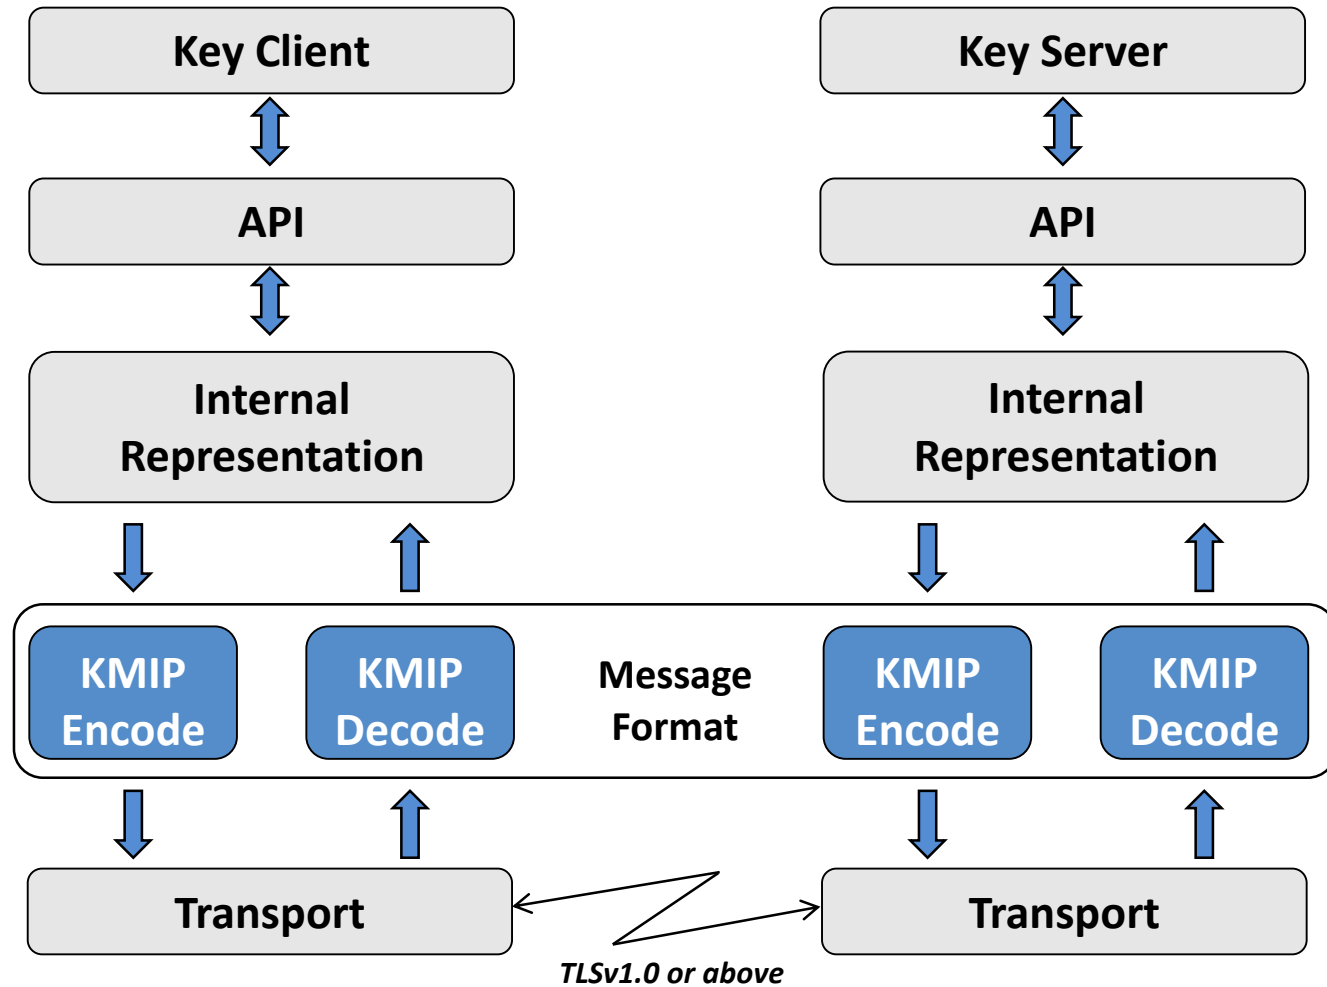 Key Client
Key Server
API
API
Internal
Representation
Internal
Representation
KMIP
Encode
KMIP
Decode
Message
Format
KMIP
Encode
KMIP
Decode
Transport
Transport
TLSv1.0 or above